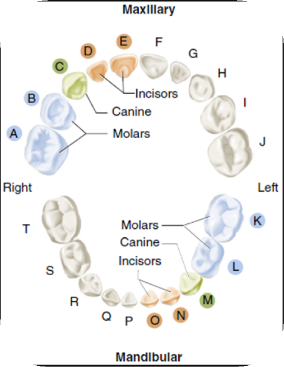 Maxillary
E
D
F
C
G
Incisors
H
B
Canine
I
A
Molars
J
Right
Left
T
Molars
K
Canine
S
Incisors
L
R
M
Q
P
O
N
Mandibular